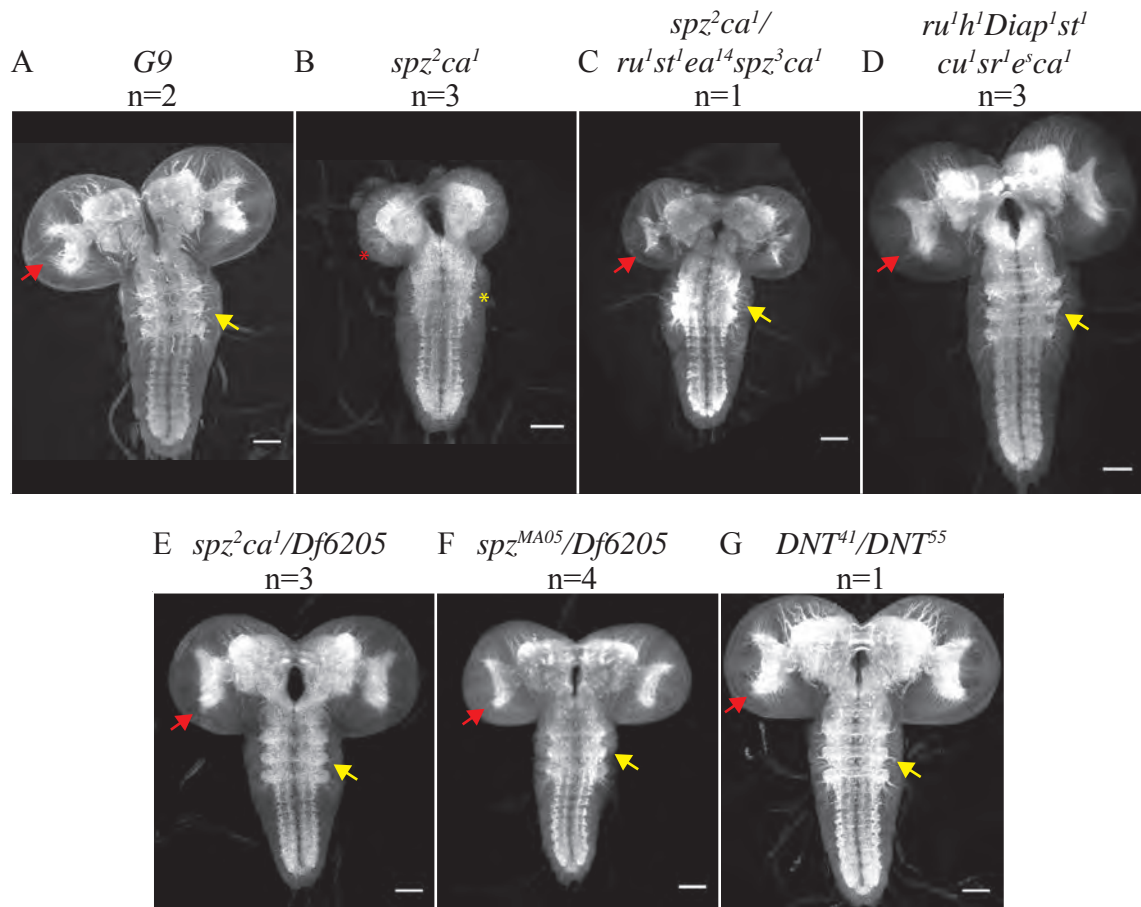 A G9
n=2
B spz²ca¹
n=3
spz²ca¹/
C ru¹st¹ea¹⁴spz³ca¹
n=1
ru¹h¹Diap¹st¹
D cu¹sr¹eˢca¹
n=3
*
*
E spz²ca¹/Df6205
n=3
F spzᴹᴬ⁰⁵/Df6205
n=4
G DNT⁴¹/DNT⁵⁵
n=1